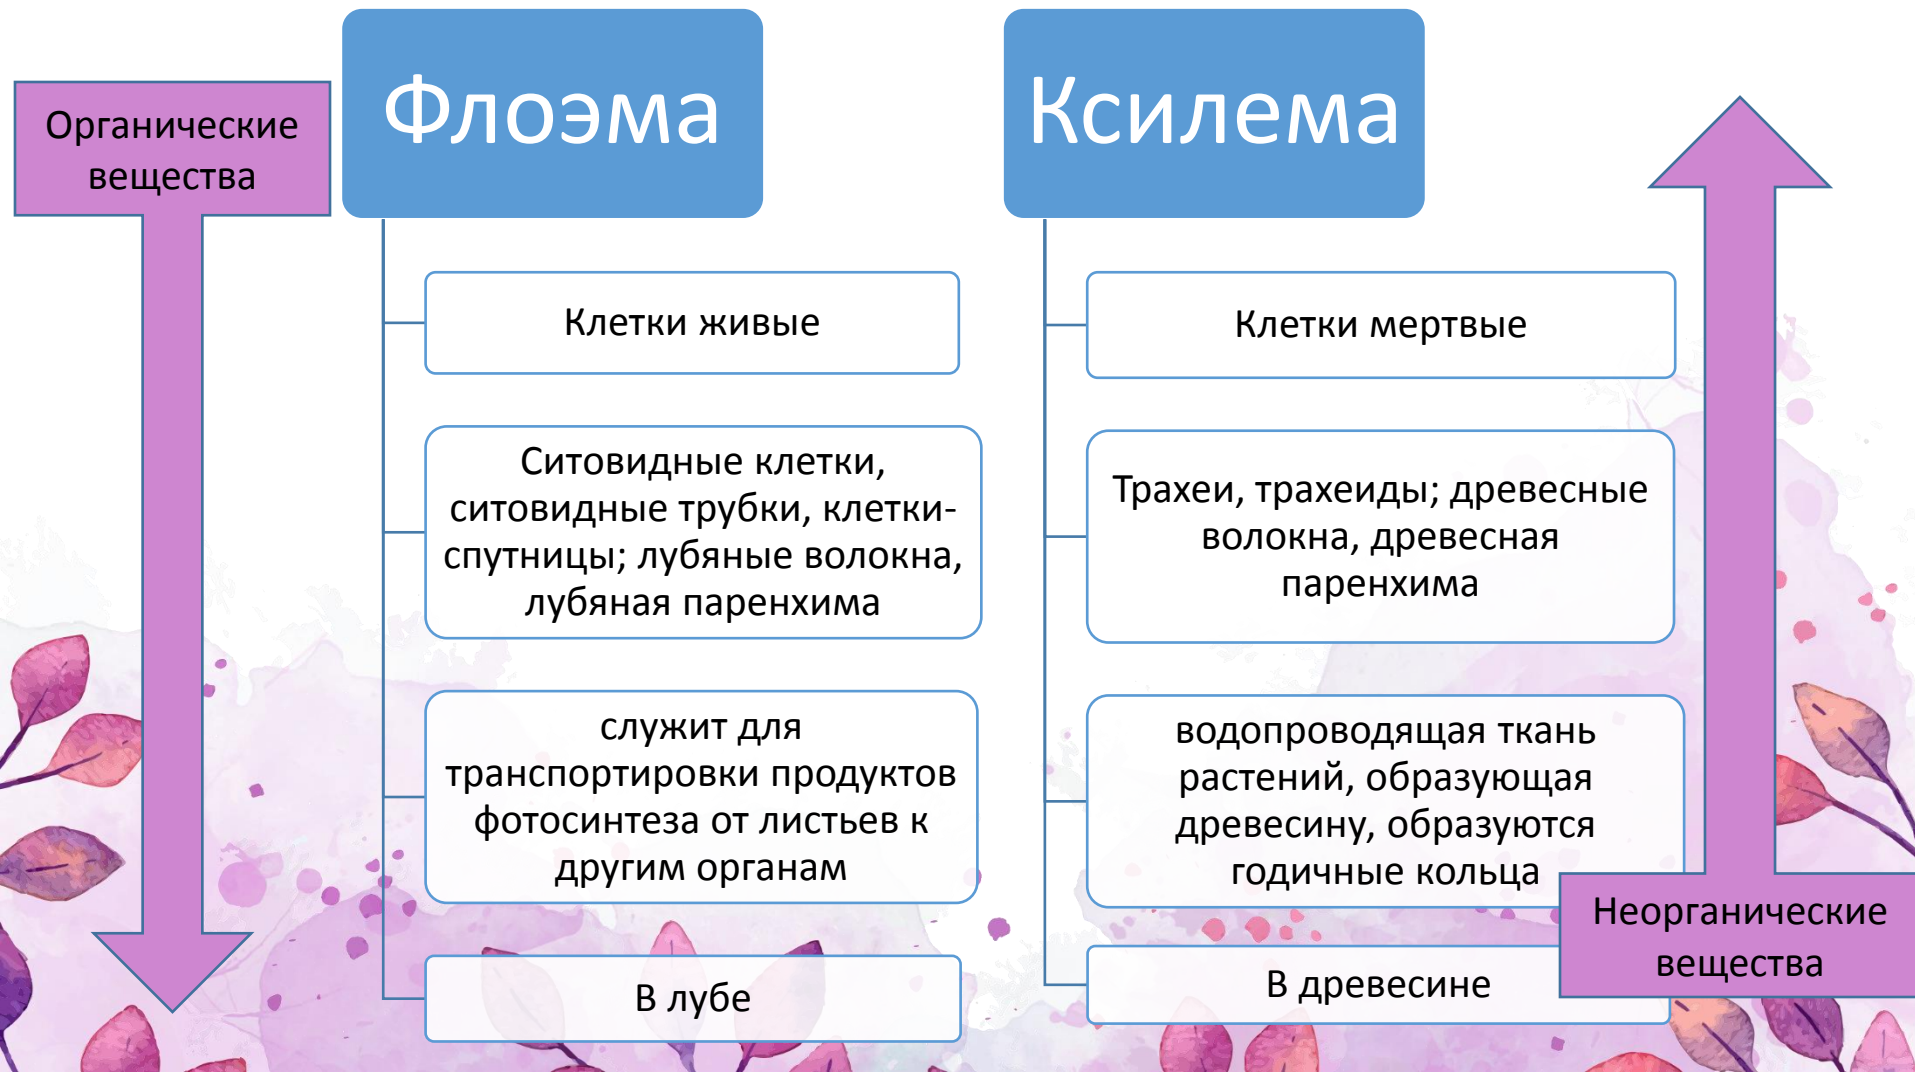 Органические
вещества
Флоэма
Клетки живые
Ситовидные клетки,
ситовидные трубки, клетки-
спутницы; лубяные волокна,
лубяная паренхима
служит для
транспортировки продуктов
фотосинтеза от листьев к
другим органам
В лубе
Ксилема
Клетки мертвые
Трахеи, трахеиды; древесные
волокна, древесная
паренхима
водопроводящая ткань
растений, образующая
древесину, образуются
годичные кольца
В древесине
Неорганические
вещества